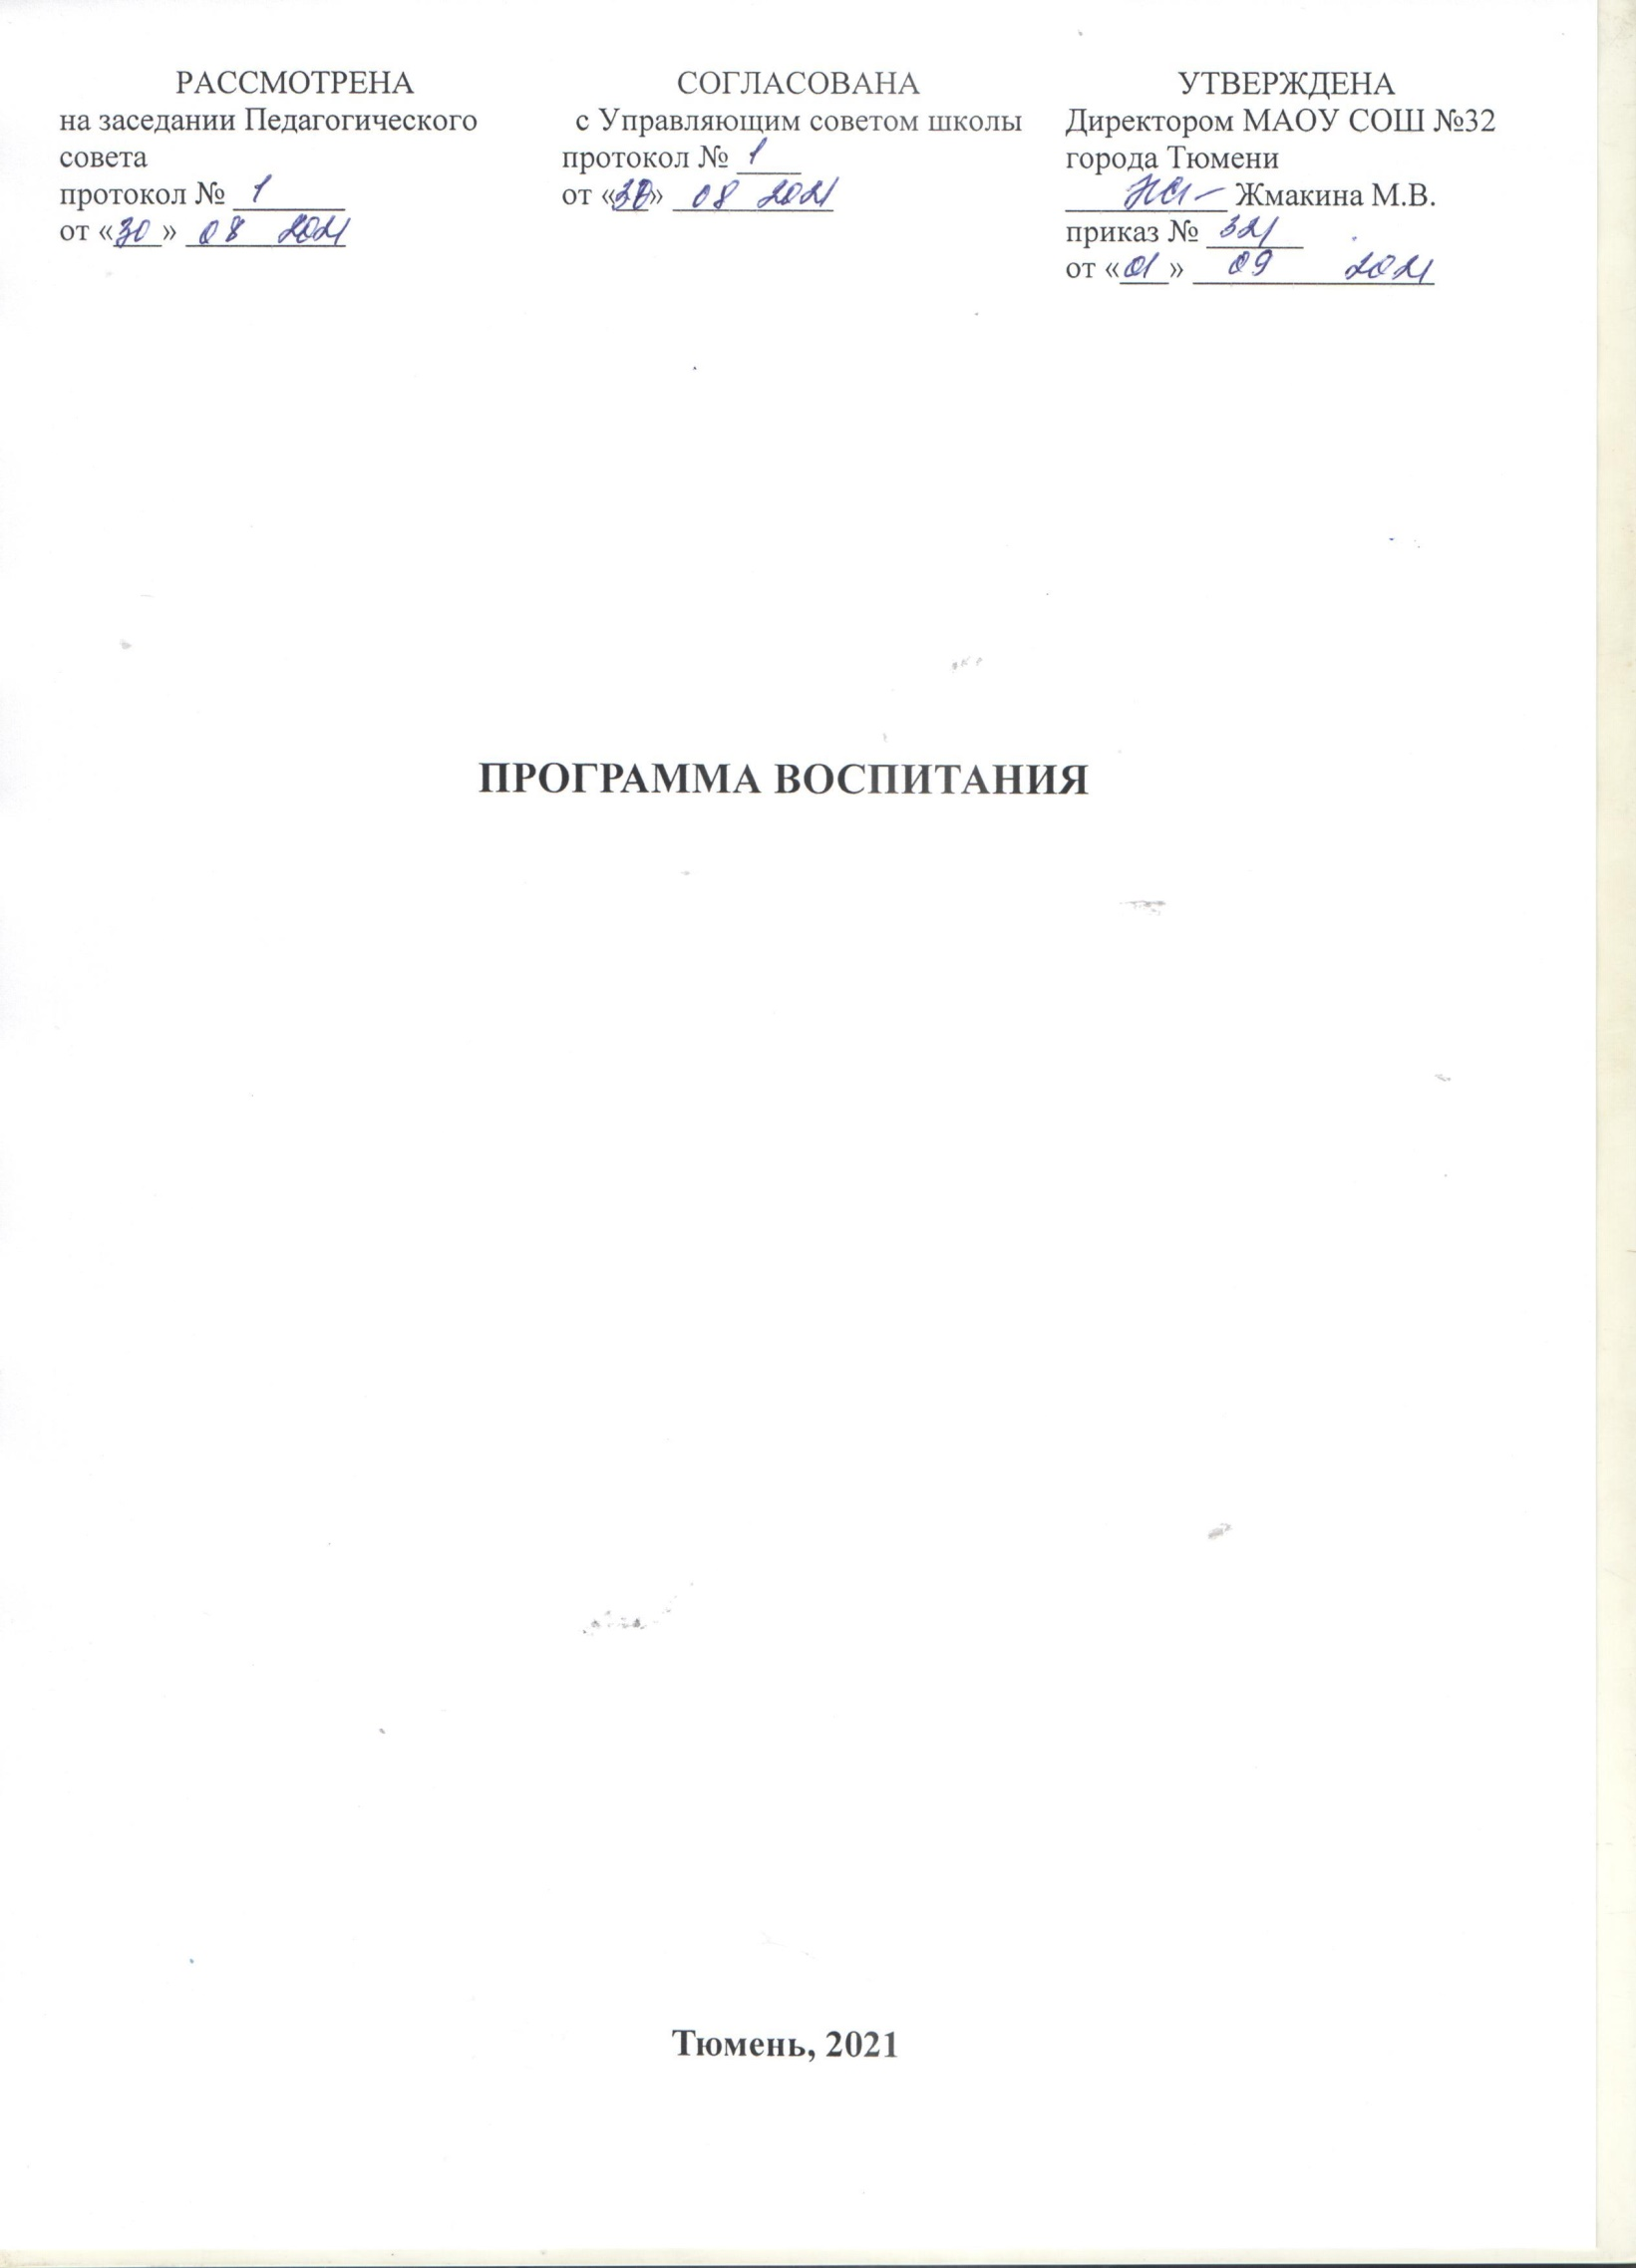 РАССМОТРЕНА
на заседании Педагогического
совета
протокол № 1
от «30» 08 2021
СОГЛАСОВАНА
с Управляющим советом школы
протокол № 1
от «30» 08 2021
УТВЕРЖДЕНА
Директором МАОУ СОШ №32
города Тюмени
Жмакина М.В.
приказ № 321
от «01» 09 2021
ПРОГРАММА ВОСПИТАНИЯ
Тюмень, 2021